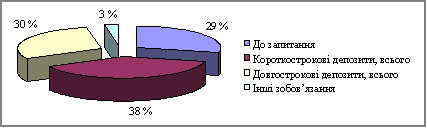 3 %
30 %
29 %
38 %
До запитання
Короткострокові депозити, всього
Довгострокові депозити, всього
Інші зобов’язання